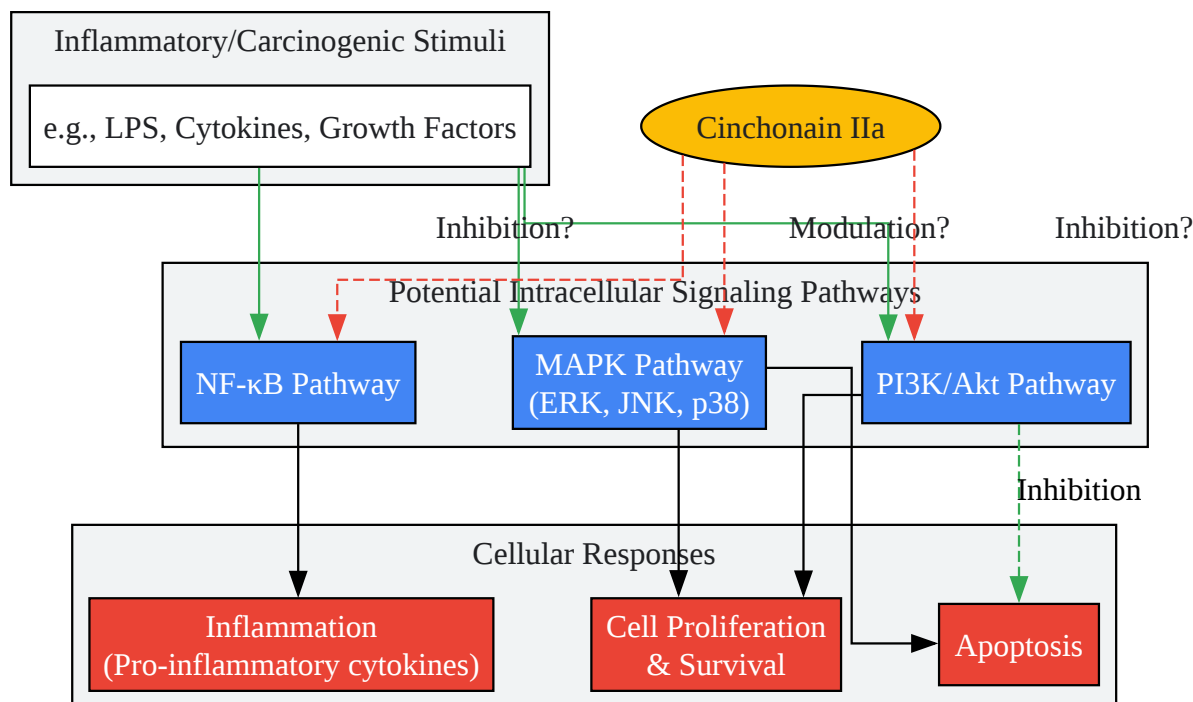 Inflammatory/Carcinogenic Stimuli
e.g., LPS, Cytokines, Growth Factors
Cinchonain IIa
Inhibition?
Modulation?
Inhibition?
Potential Intracellular Signaling Pathways
NF-κB Pathway
MAPK Pathway
(ERK, JNK, p38)
PI3K/Akt Pathway
Inhibition
Cellular Responses
Inflammation
(Pro-inflammatory cytokines)
Cell Proliferation
& Survival
Apoptosis